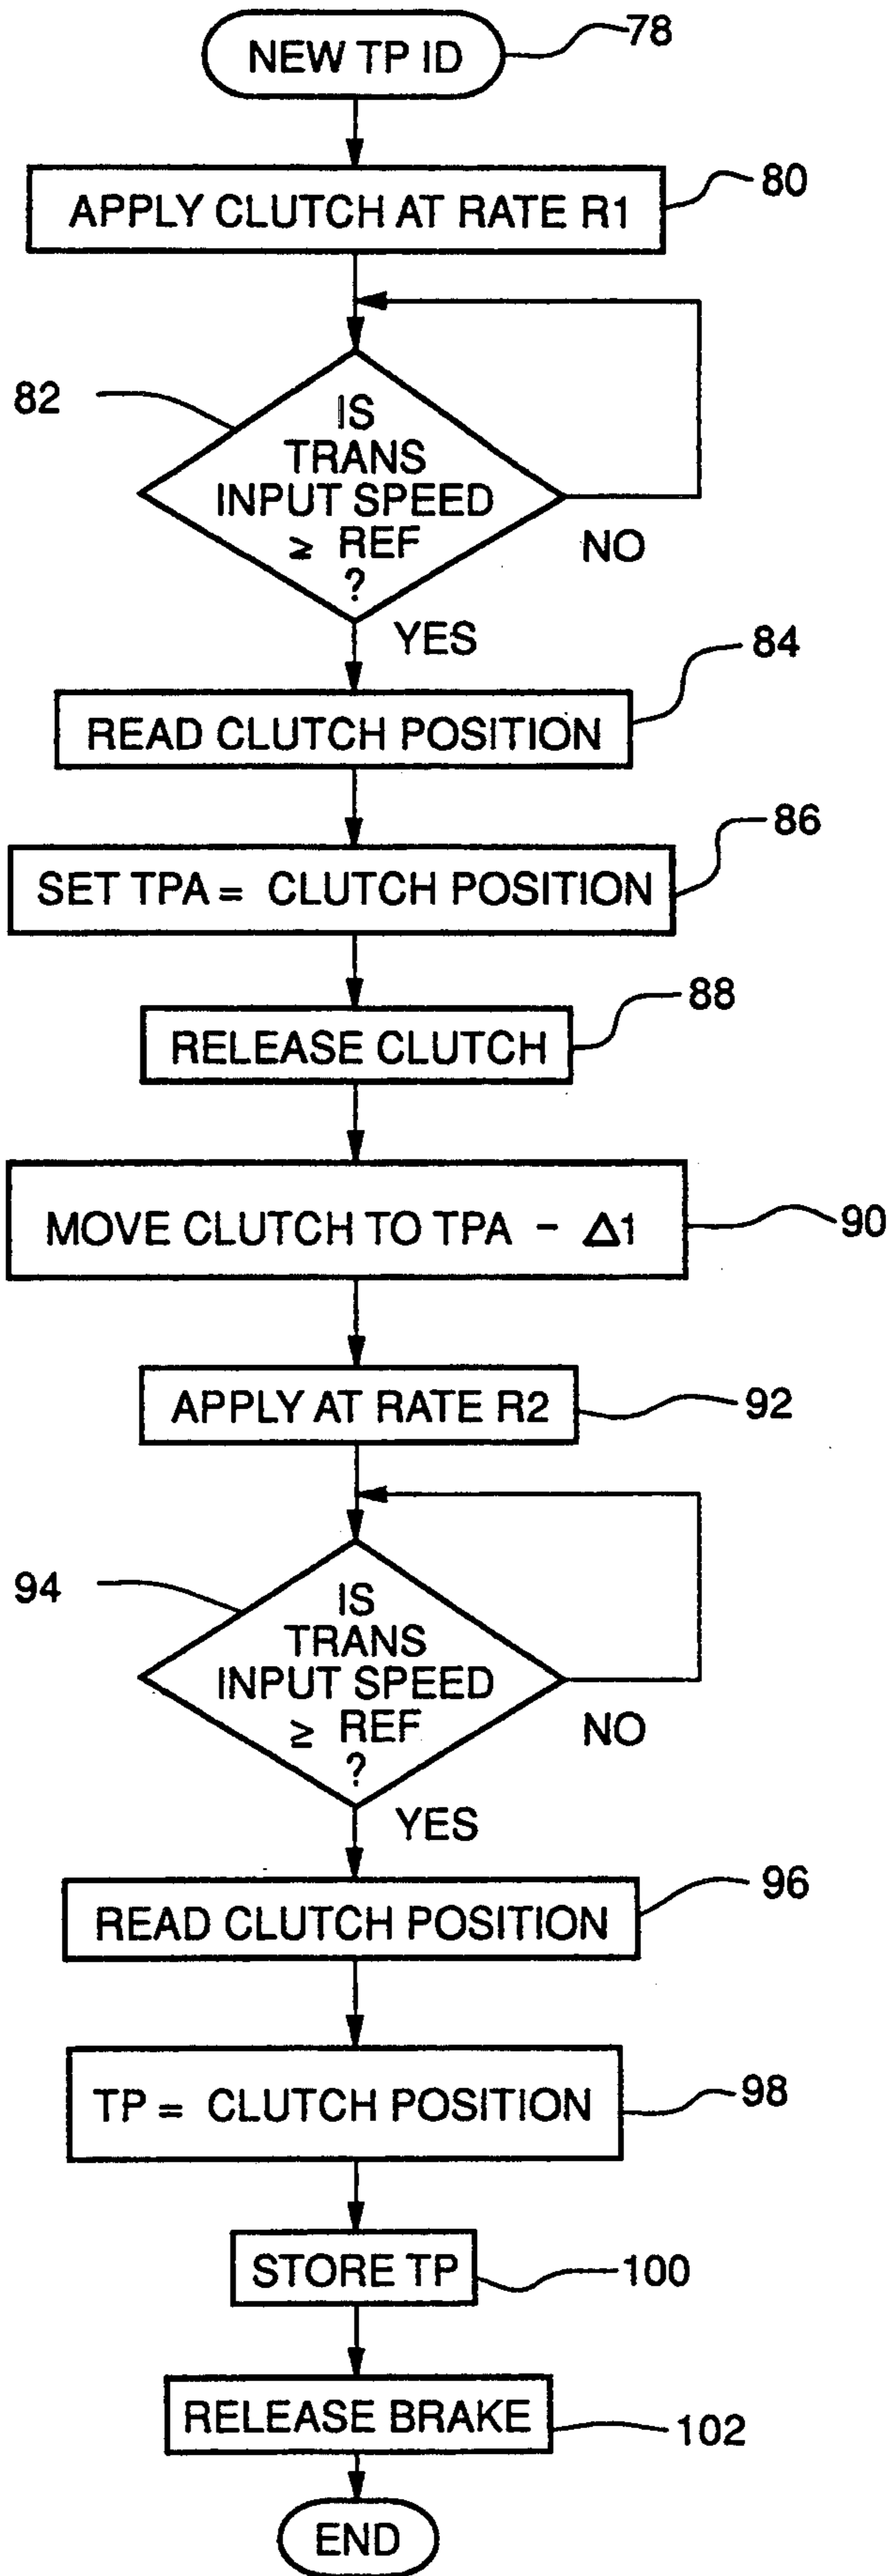 NEW TP ID
78
APPLY CLUTCH AT RATE R1
80
82
IS
TRANS
INPUT SPEED
≥ REF
?
NO
YES
84
READ CLUTCH POSITION
86
SET TPA = CLUTCH POSITION
88
RELEASE CLUTCH
MOVE CLUTCH TO TPA - Δ1
90
APPLY AT RATE R2
92
94
IS
TRANS
INPUT SPEED
≥ REF
?
NO
YES
96
READ CLUTCH POSITION
TP = CLUTCH POSITION
98
STORE TP
100
RELEASE BRAKE
102
END